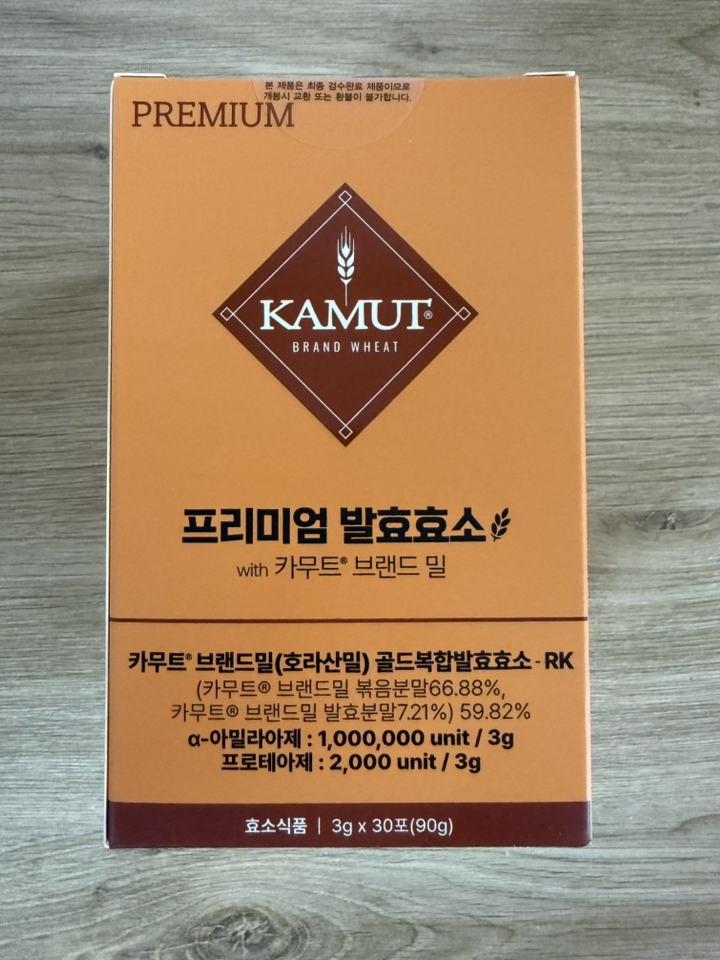 본 제품은 최종 검수완료 제품이므로
개봉시 교환 또는 환불이 불가합니다.
PREMIUM
KAMUT®
BRAND WHEAT
프리미엄 발효효소
with 카무트® 브랜드 밀
카무트® 브랜드밀(호라산밀) 골드복합발효효소-RK
(카무트® 브랜드밀 볶음분말66.88%,
카무트® 브랜드밀 발효분말7.21%) 59.82%
α-아밀라아제 : 1,000,000 unit / 3g
프로테아제 : 2,000 unit / 3g
효소식품 | 3g x 30포(90g)